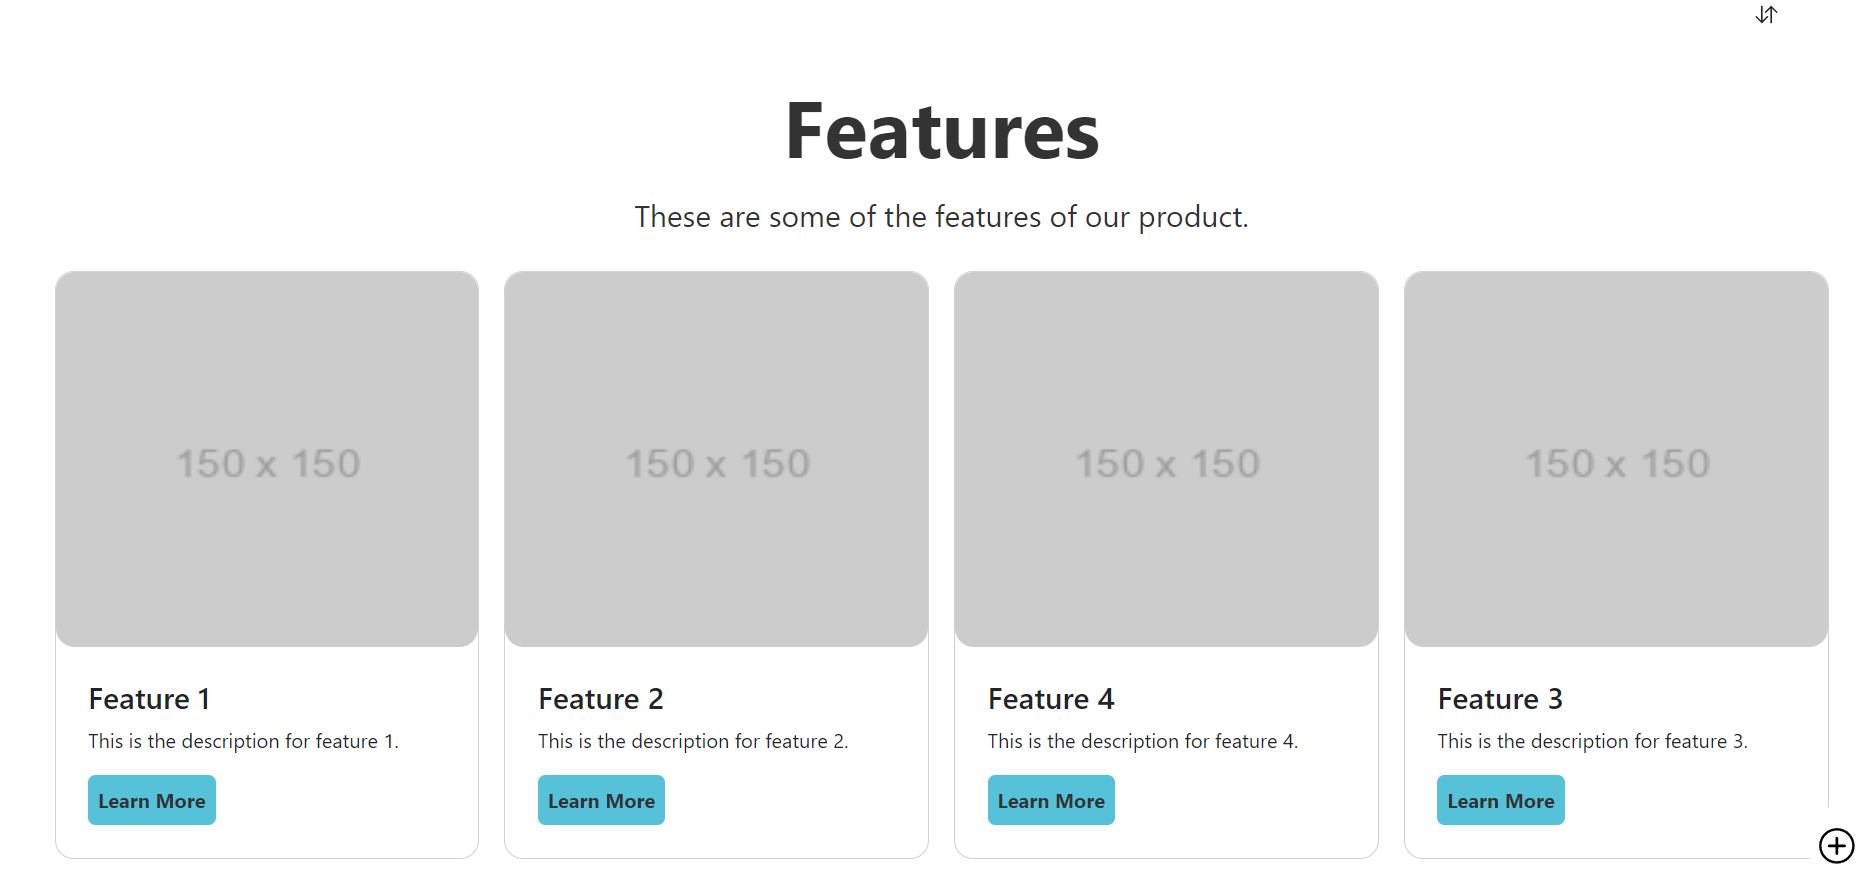 Features
These are some of the features of our product.
150 x 150
150 x 150
150 x 150
150 x 150
Feature 1
This is the description for feature 1.
Learn More
Feature 2
This is the description for feature 2.
Learn More
Feature 4
This is the description for feature 4.
Learn More
Feature 3
This is the description for feature 3.
Learn More